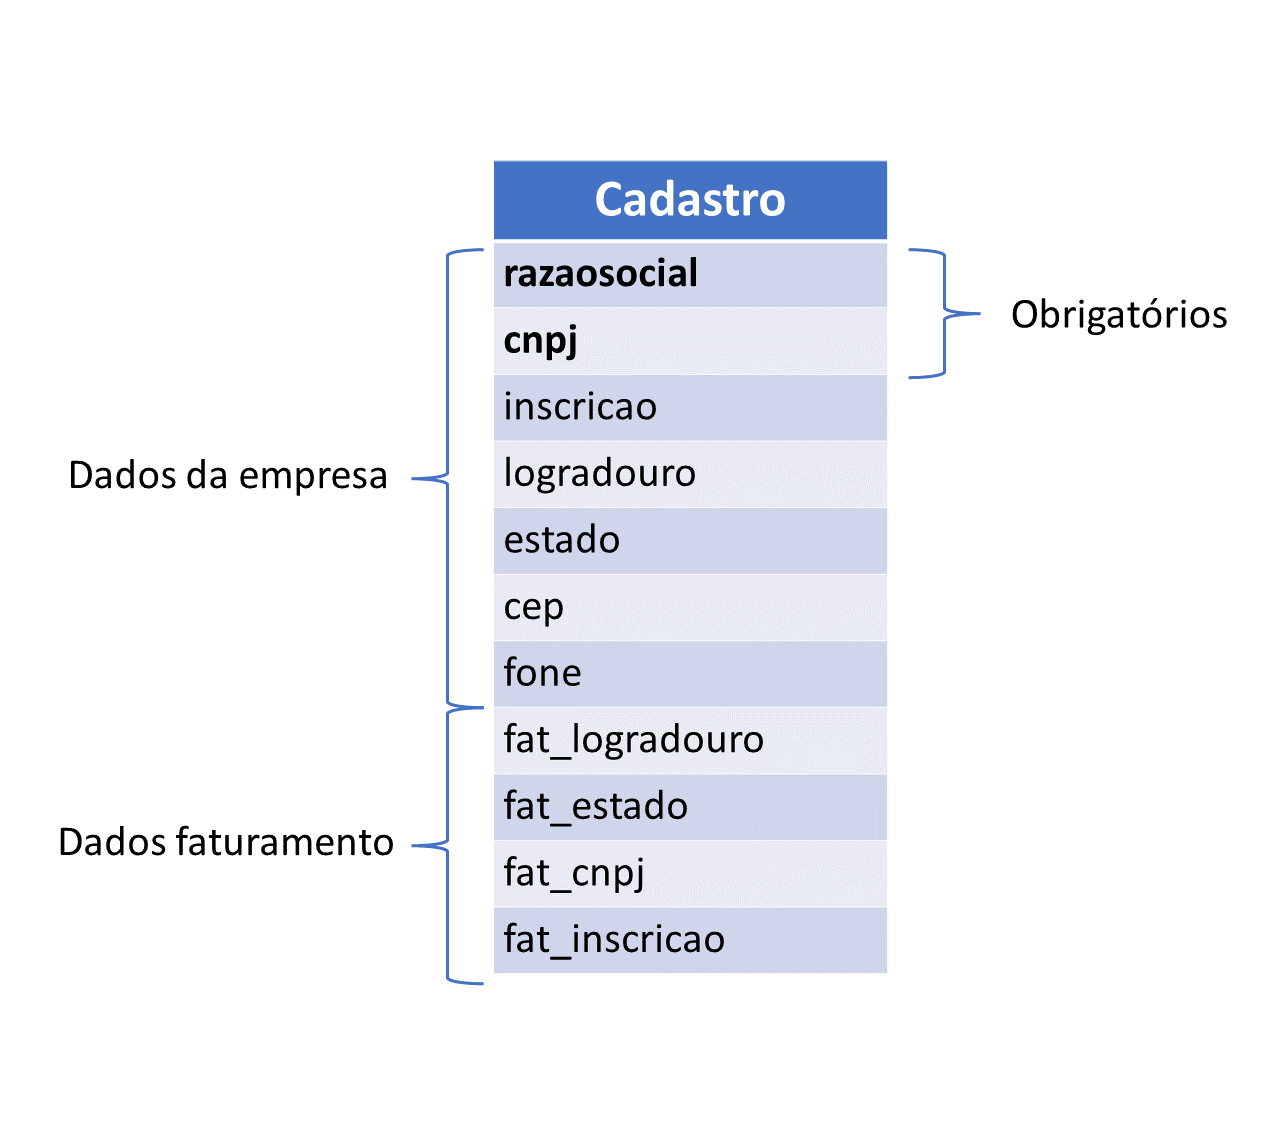 Cadastro
razaosocial
cnpj
Obrigatórios
inscricao
logradouro
Dados da empresa
estado
cep
fone
fat_logradouro
fat_estado
Dados faturamento
fat_cnpj
fat_inscricao